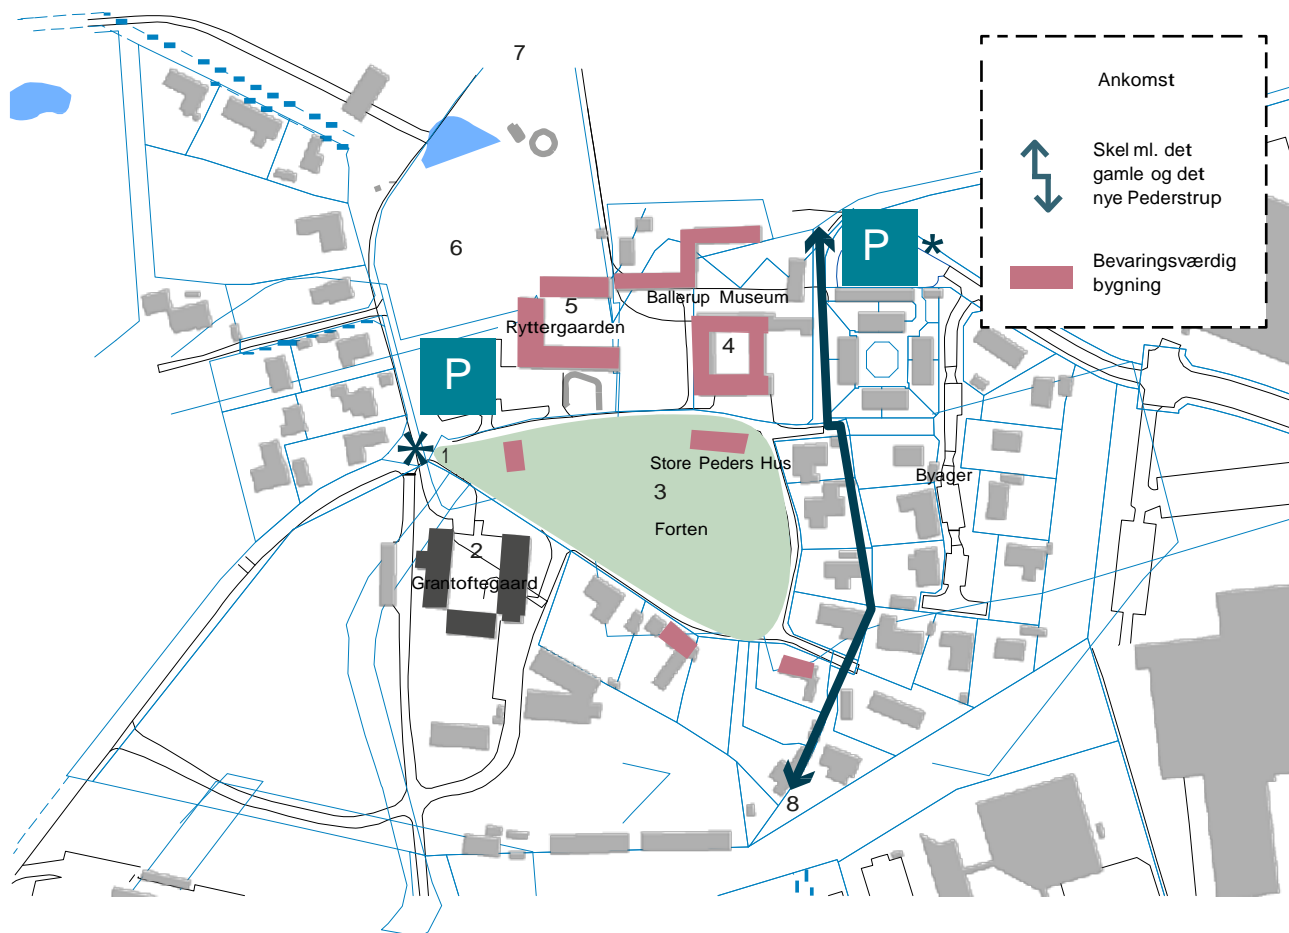 7
Ankomst
Skel ml. det
gamle og det
nye Pederstrup
P
*
6
Bevaringsværdig
bygning
Ballerup Museum
5
Ryttergaarden
4
P
*
1
Store Peders Hus
Byager
3
Forten
2
Grantoftegaard
8